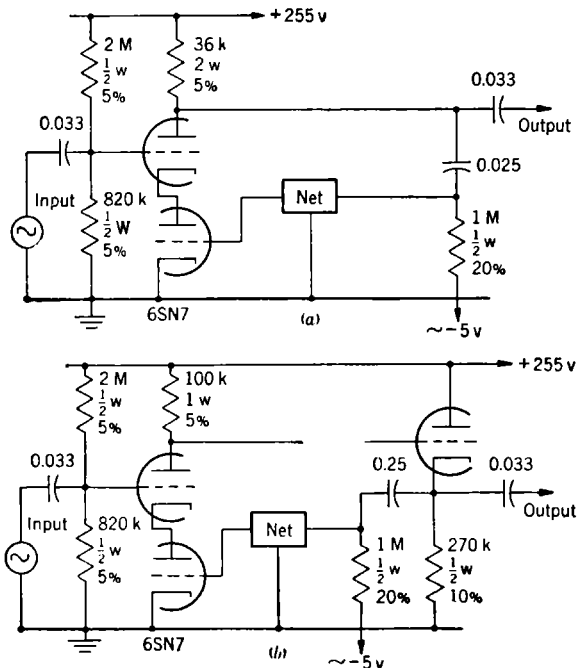 +255 v
2 M
1/2 w
5%
36 k
2 w
5%
0.033
0.033
Output
0.025
Input
820 k
1/2 W
5%
Net
1 M
1/2 w
20%
6SN7
(a)
~-5 v
+255 v
2 M
1/2 w
5%
100 k
1 w
5%
0.033
0.25
0.033
Output
Input
820 k
1/2 w
5%
Net
1 M
1/2 w
20%
270 k
1/2 w
10%
6SN7
(b)
~-5 v